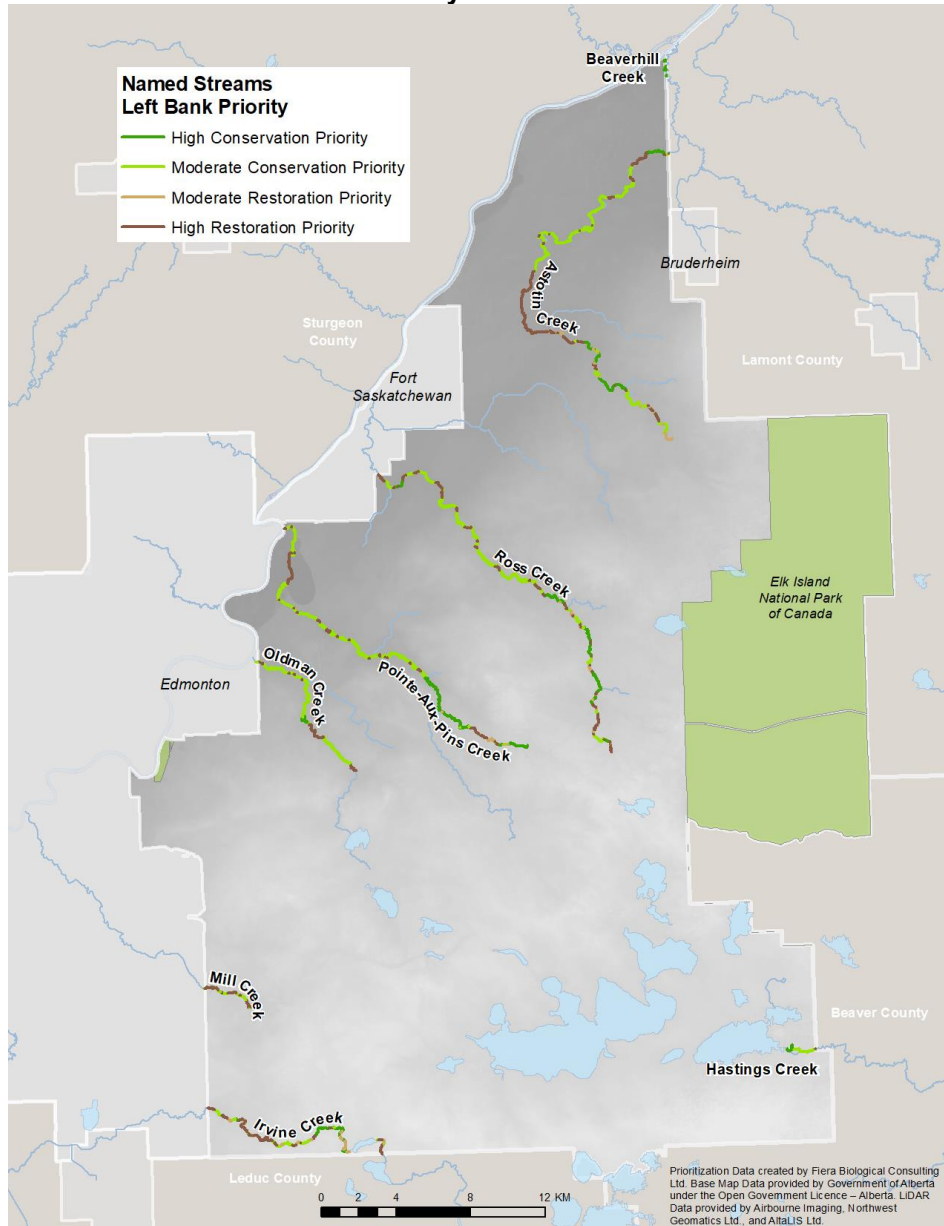 Beaverhill
Creek
Named Streams
Left Bank Priority
High Conservation Priority
Moderate Conservation Priority
Moderate Restoration Priority
High Restoration Priority
Bruderheim
Astotin Creek
Sturgeon
County
Lamont County
Fort
Saskatchewan
Ross Creek
Elk Island
National Park
of Canada
Oldman Creek
Edmonton
Pointe-Aux-Pins Creek
Mill Creek
Beaver County
Hastings Creek
Irvine Creek
Leduc County
0 2 4 8 12 KM
Prioritization Data created by Fiera Biological Consulting
Ltd. Base Map Data provided by Government of Alberta
under the Open Government Licence – Alberta. LiDAR
Data provided by Airbourne Imaging, Northwest
Geomatics Ltd., and AltaLIS Ltd.